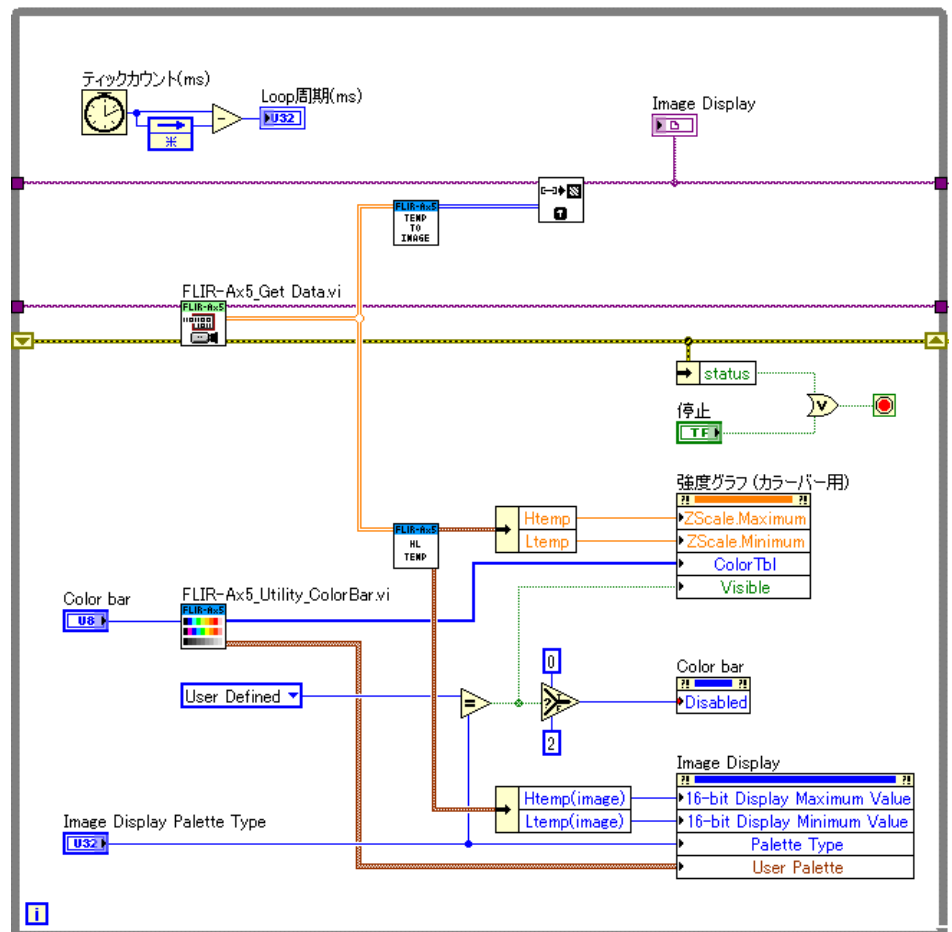 ティックカウント(ms)
Loop周期(ms)
U32
Image Display
FLIR-Ax5
TEMP
TO
IMAGE
T
FLIR-Ax5_Get Data.vi
FLIR-Ax5
status
停止
TF
V
強度グラフ (カラーバー用)
Htemp
Ltemp
ZScale.Maximum
ZScale.Minimum
ColorTbl
Visible
FLIR-Ax5
HL
TEMP
Color bar
U8
FLIR-Ax5_Utility_ColorBar.vi
FLIR-Ax5
User Defined
=
0
?
T
F
2
Color bar
Disabled
Image Display
Htemp(image)
Ltemp(image)
16-bit Display Maximum Value
16-bit Display Minimum Value
Palette Type
User Palette
Image Display Palette Type
U32
i